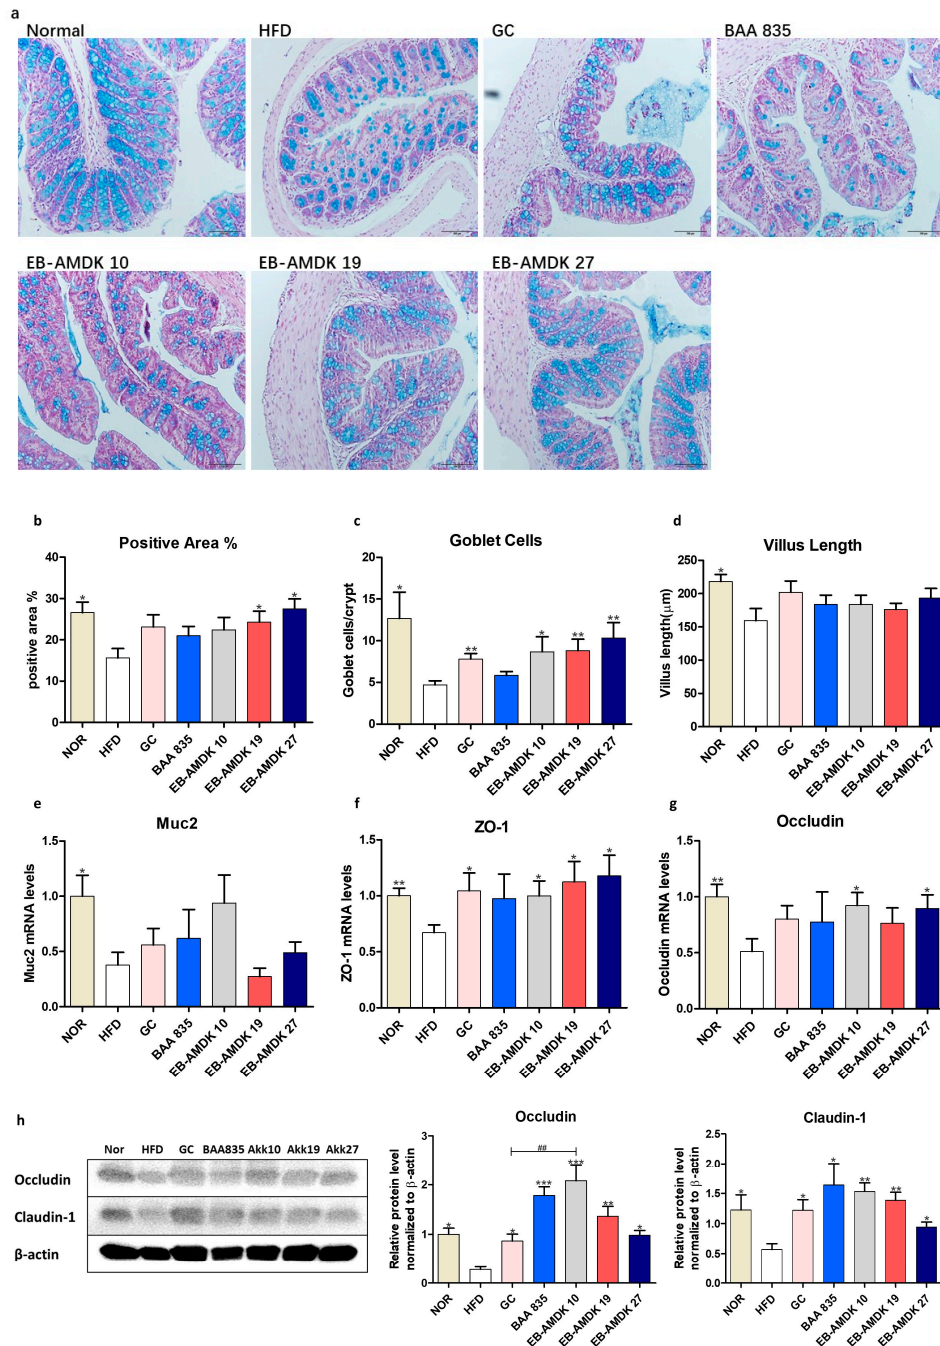 a
Normal
HFD
GC
BAA 835
EB-AMDK 10
EB-AMDK 19
EB-AMDK 27
b
Positive Area %
positive area %
40
30
20
10
0
*
*
*
NOR
HFD
GC
BAA 835
EB-AMDK 10
EB-AMDK 19
EB-AMDK 27
c
Goblet Cells
Goblet cells/crypt
20
15
10
5
0
*
**
*
**
**
NOR
HFD
GC
BAA 835
EB-AMDK 10
EB-AMDK 19
EB-AMDK 27
d
Villus Length
Villus length(μm)
250
200
150
100
50
0
*
NOR
HFD
GC
BAA 835
EB-AMDK 10
EB-AMDK 19
EB-AMDK 27
e
Muc2
Muc2 mRNA levels
1.5
1.0
0.5
0.0
*
NOR
HFD
GC
BAA 835
EB-AMDK 10
EB-AMDK 19
EB-AMDK 27
f
ZO-1
ZO-1 mRNA levels
1.5
1.0
0.5
0.0
**
*
*
*
*
NOR
HFD
GC
BAA 835
EB-AMDK 10
EB-AMDK 19
EB-AMDK 27
g
Occludin
Occludin mRNA levels
1.5
1.0
0.5
0.0
**
*
*
NOR
HFD
GC
BAA 835
EB-AMDK 10
EB-AMDK 19
EB-AMDK 27
h
Nor HFD GC BAA835 Akk10 Akk19 Akk27
Occludin
Claudin-1
β-actin
Occludin
Relative protein level
normalized to β-actin
3
2
1
0
##
*
*
***
***
**
*
NOR
HFD
GC
BAA 835
EB-AMDK 10
EB-AMDK 19
EB-AMDK 27
Claudin-1
Relative protein level
normalized to β-actin
2.5
2.0
1.5
1.0
0.5
0.0
*
*
*
**
**
*
NOR
HFD
GC
BAA 835
EB-AMDK 10
EB-AMDK 19
EB-AMDK 27